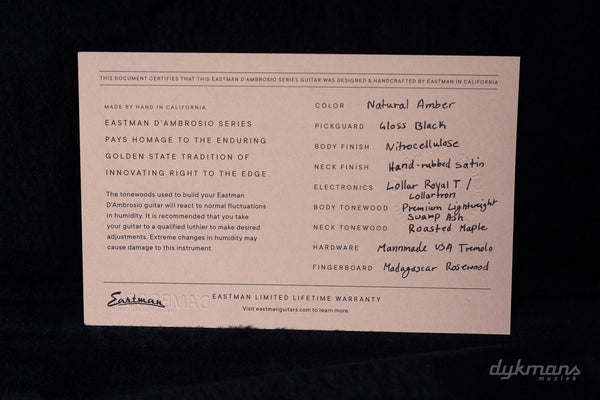 THIS DOCUMENT CERTIFIES THAT THIS EASTMAN D'AMBROSIO SERIES GUITAR WAS DESIGNED & HANDCRAFTED BY EASTMAN IN CALIFORNIA
MADE BY HAND IN CALIFORNIA
EASTMAN D'AMBROSIO SERIES
PAYS HOMAGE TO THE ENDURING
GOLDEN STATE TRADITION OF
INNOVATING RIGHT TO THE EDGE.
The tonewoods used to build your Eastman
D'Ambrosio guitar will react to normal fluctuations
in humidity. It is recommended that you take
your guitar to a qualified luthier to make desired
adjustments. Extreme changes in humidity may
cause damage to this instrument.
COLOR Natural Amber
PICKGUARD Gloss Black
BODY FINISH Nitrocellulose
NECK FINISH Hand-rubbed Satin
ELECTRONICS Lollar Royal T /
Lollartron
BODY TONEWOOD Premium Lightweight
Swamp Ash
NECK TONEWOOD Roasted Maple
HARDWARE Mannmade USA Tremolo
FINGERBOARD Madagascar Rosewood
Eastman
EASTMAN LIMITED LIFETIME WARRANTY
Visit eastmanguitars.com to learn more.
dykmans
muziek